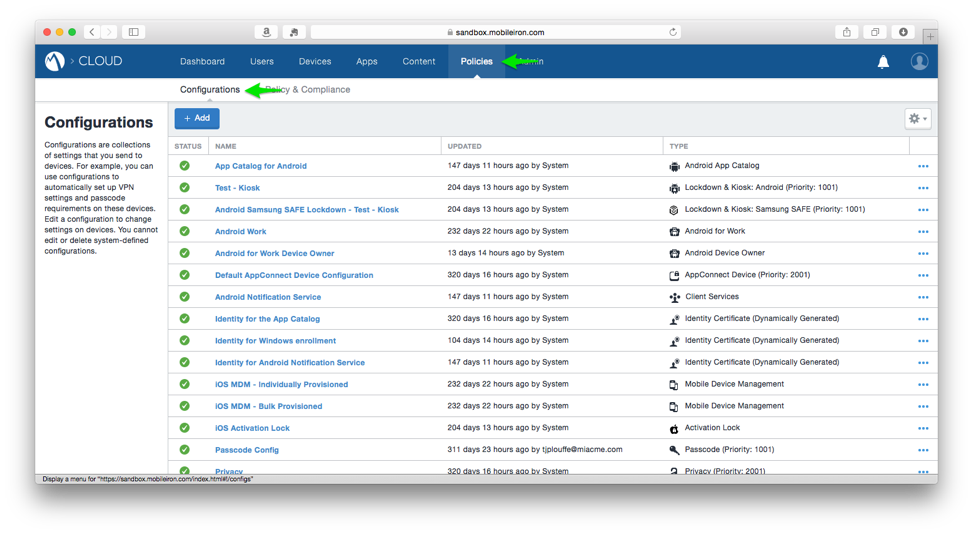 sandbox.mobileiron.com
CLOUD
Dashboard Users Devices Apps Content Policies Admin
Configurations Policy & Compliance
Configurations
Configurations are collections
of settings that you send to
devices. For example, you can
use configurations to
automatically set up VPN
settings and passcode
requirements on these devices.
Edit a configuration to change
settings on devices. You cannot
edit or delete system-defined
configurations.
+ Add
STATUS NAME UPDATED TYPE
App Catalog for Android 147 days 11 hours ago by System Android App Catalog
Test - Kiosk 204 days 13 hours ago by System Lockdown & Kiosk: Android (Priority: 1001)
Android Samsung SAFE Lockdown - Test - Kiosk 204 days 13 hours ago by System Lockdown & Kiosk: Samsung SAFE (Priority: 1001)
Android Work 232 days 22 hours ago by System Android for Work
Android for Work Device Owner 13 days 14 hours ago by System Android Device Owner
Default AppConnect Device Configuration 320 days 16 hours ago by System AppConnect Device (Priority: 2001)
Android Notification Service 147 days 11 hours ago by System Client Services
Identity for the App Catalog 320 days 16 hours ago by System Identity Certificate (Dynamically Generated)
Identity for Windows enrollment 104 days 14 hours ago by System Identity Certificate (Dynamically Generated)
Identity for Android Notification Service 147 days 11 hours ago by System Identity Certificate (Dynamically Generated)
iOS MDM - Individually Provisioned 232 days 22 hours ago by System Mobile Device Management
iOS MDM - Bulk Provisioned 232 days 22 hours ago by System Mobile Device Management
iOS Activation Lock 204 days 13 hours ago by System Activation Lock
Passcode Config 311 days 23 hours ago by tjplouffe@miacme.com Passcode (Priority: 1001)
Privacy 320 days 16 hours ago by System Privacy (Priority: 2001)
Display a menu for "https://sandbox.mobileiron.com/index.html#!/configs"